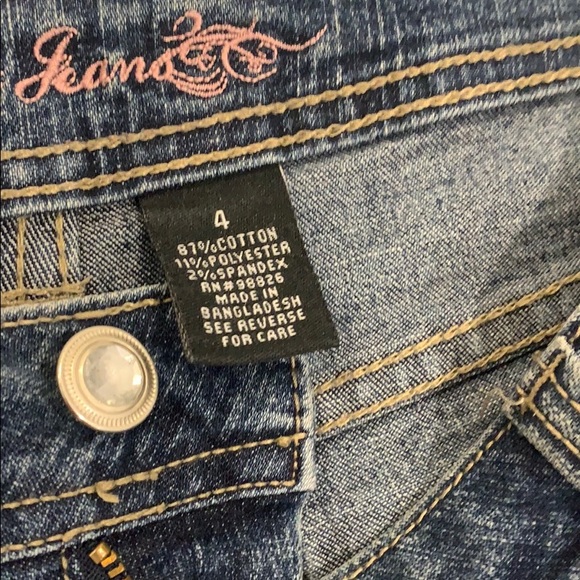 Jeans
4
87%COTTON
11%POLYESTER
2%SPANDEX
RN#98826
MADE IN
BANGLADESH
SEE REVERSE
FOR CARE